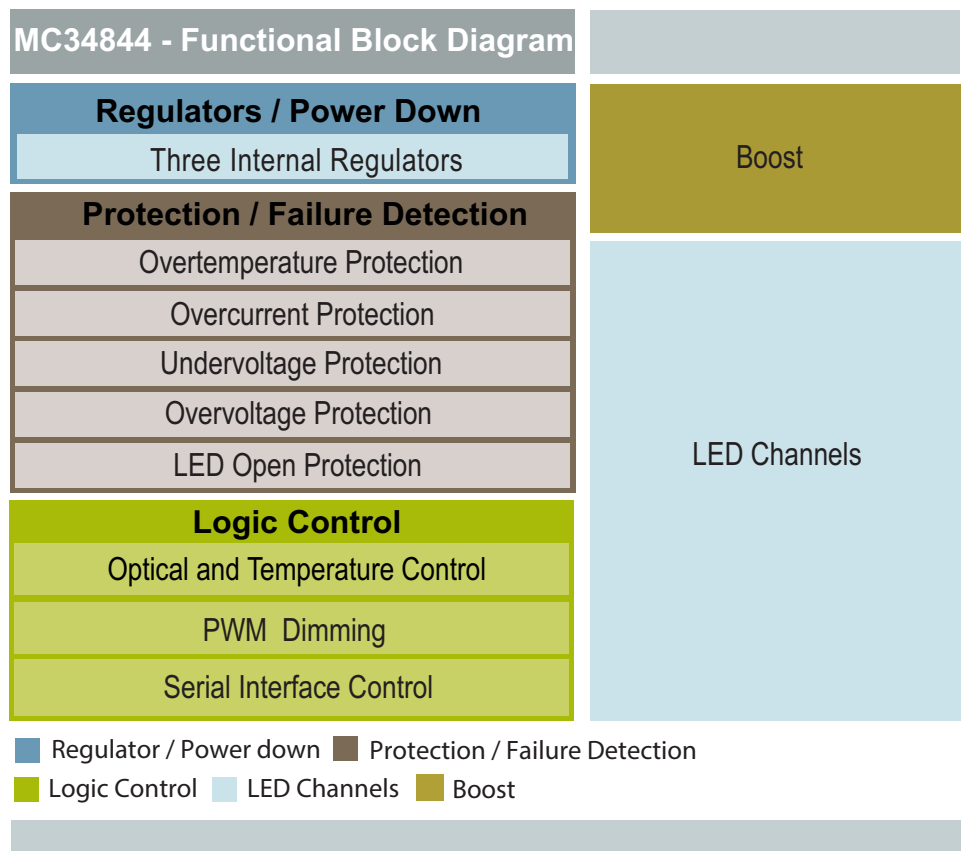 MC34844 - Functional Block Diagram
Regulators / Power Down
Three Internal Regulators
Protection / Failure Detection
Overtemperature Protection
Overcurrent Protection
Undervoltage Protection
Overvoltage Protection
LED Open Protection
Logic Control
Optical and Temperature Control
PWM Dimming
Serial Interface Control
Boost
LED Channels
Regulator / Power down Protection / Failure Detection
Logic Control LED Channels Boost